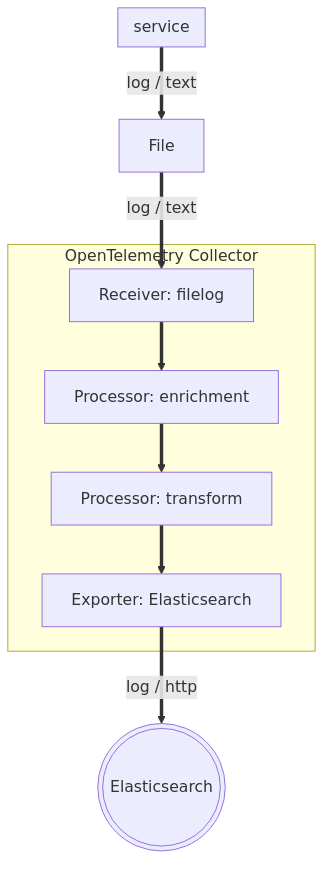 service
log / text
File
log / text
OpenTelemetry Collector
Receiver: filelog
Processor: enrichment
Processor: transform
Exporter: Elasticsearch
log / http
Elasticsearch